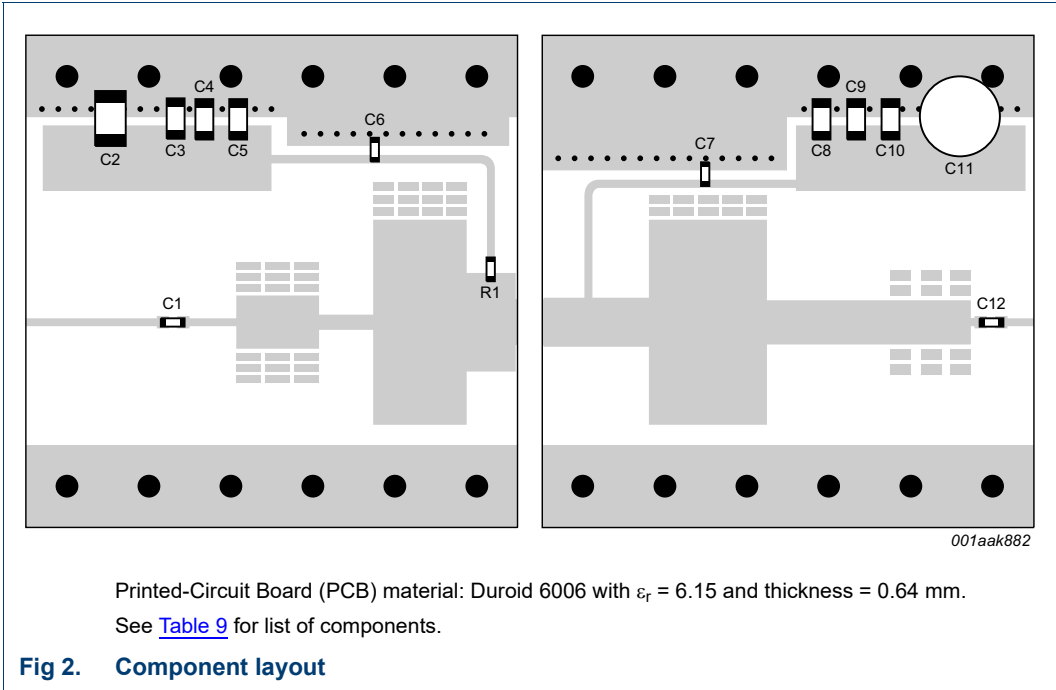 C4
C6
C2
C3
C5
R1
C1
C9
C7
C8
C10
C11
C12
001aak882
Printed-Circuit Board (PCB) material: Duroid 6006 with εr = 6.15 and thickness = 0.64 mm.
See Table 9 for list of components.
Fig 2. Component layout